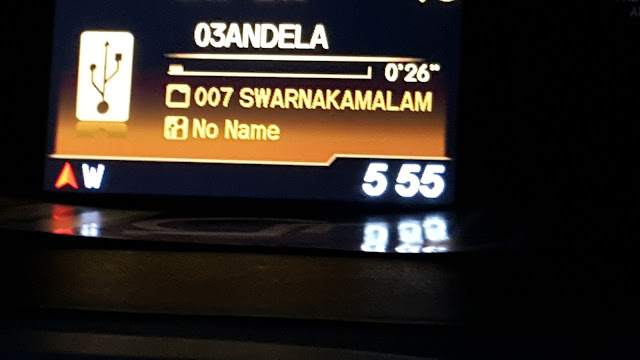 03ANDELA
0'26"
007 SWARNAKAMALAM
No Name
W
5 55